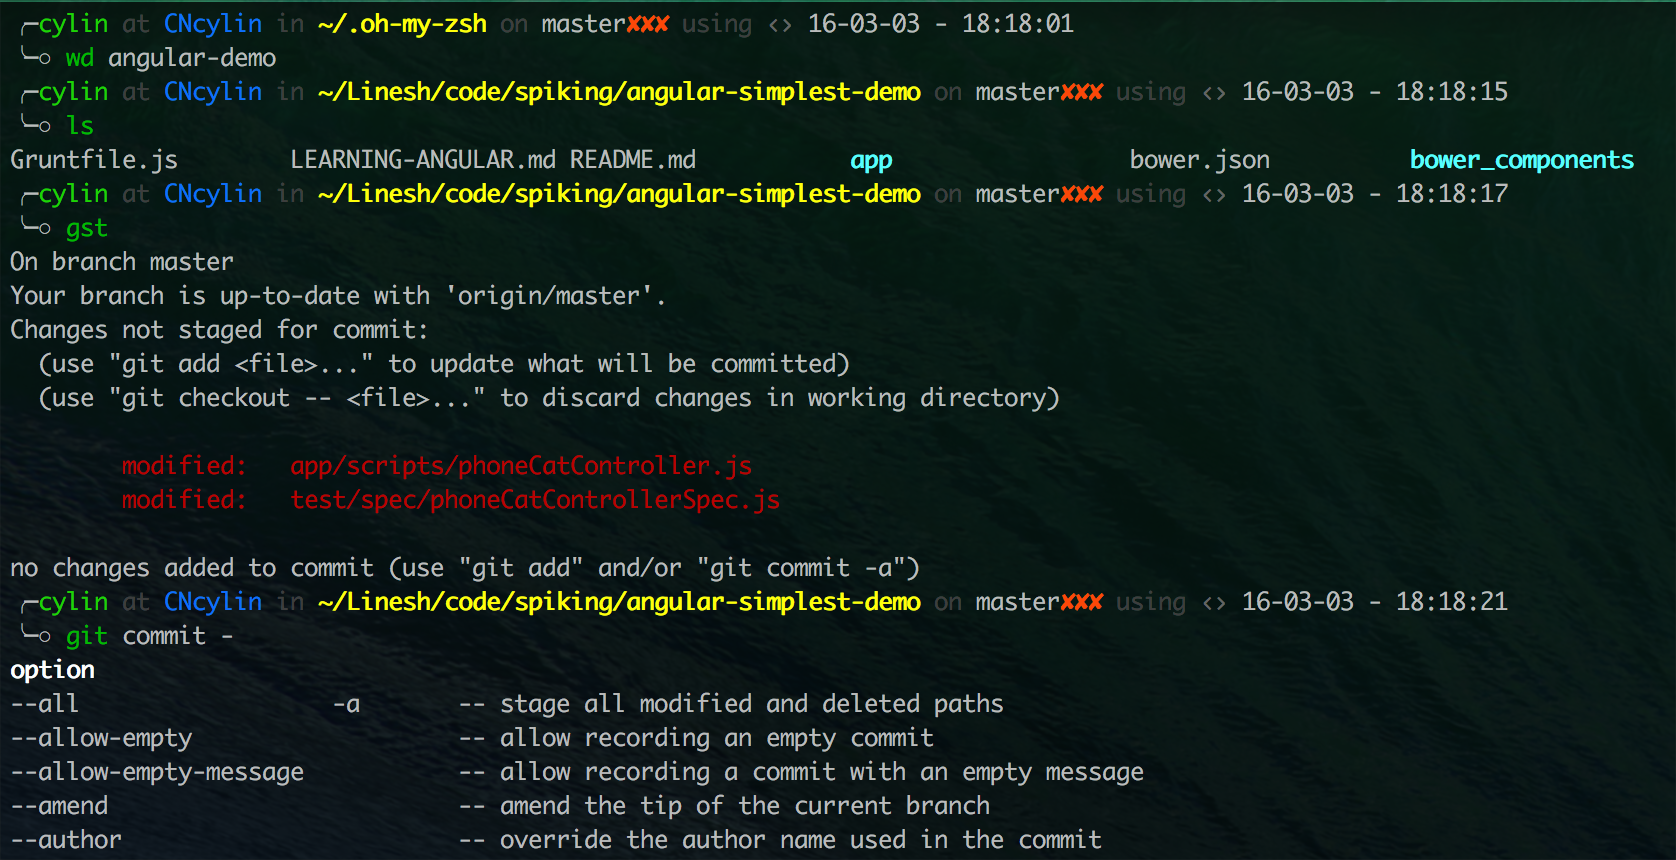 ╭─cylin at CNcylin in ~/.oh-my-zsh on master✘✘✘ using ‹› 16-03-03 - 18:18:01
╰─○ wd angular-demo
╭─cylin at CNcylin in ~/Linesh/code/spiking/angular-simplest-demo on master✘✘✘ using ‹› 16-03-03 - 18:18:15
╰─○ ls
Gruntfile.js        LEARNING-ANGULAR.md README.md           app                 bower.json          bower_components
╭─cylin at CNcylin in ~/Linesh/code/spiking/angular-simplest-demo on master✘✘✘ using ‹› 16-03-03 - 18:18:17
╰─○ gst
On branch master
Your branch is up-to-date with 'origin/master'.
Changes not staged for commit:
  (use "git add <file>..." to update what will be committed)
  (use "git checkout -- <file>..." to discard changes in working directory)

        modified:   app/scripts/phoneCatController.js
        modified:   test/spec/phoneCatControllerSpec.js

no changes added to commit (use "git add" and/or "git commit -a")
╭─cylin at CNcylin in ~/Linesh/code/spiking/angular-simplest-demo on master✘✘✘ using ‹› 16-03-03 - 18:18:21
╰─○ git commit -
option
--all                  -a       -- stage all modified and deleted paths
--allow-empty                   -- allow recording an empty commit
--allow-empty-message           -- allow recording a commit with an empty message
--amend                         -- amend the tip of the current branch
--author                        -- override the author name used in the commit